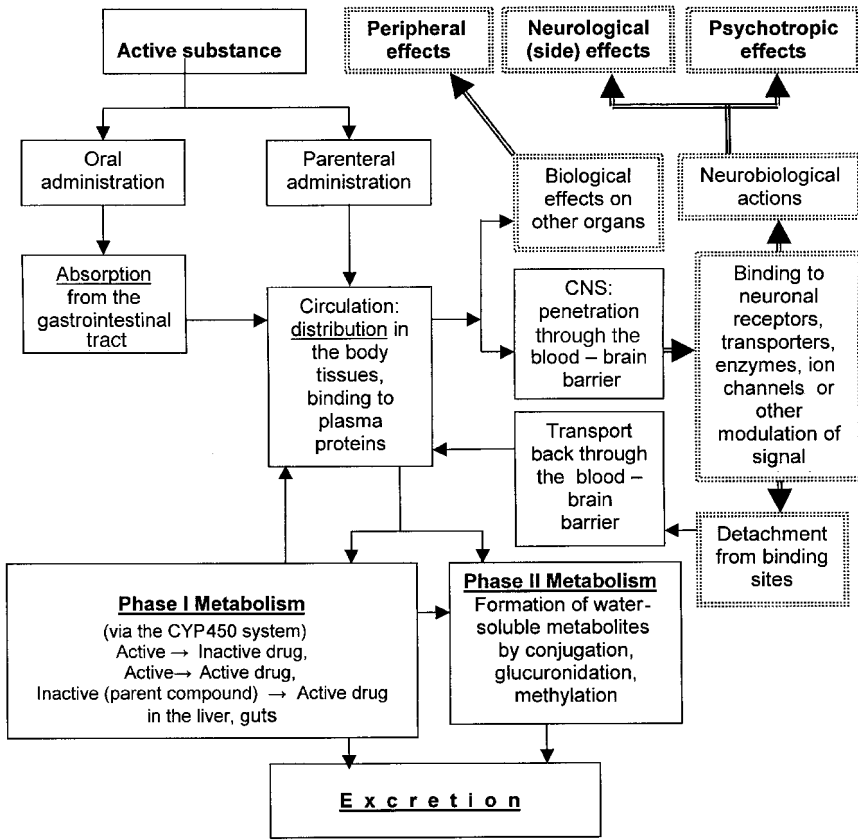 Active substance
Peripheral
effects
Neurological
(side) effects
Psychotropic
effects
Oral
administration
Parenteral
administration
Biological
effects on
other organs
Neurobiological
actions
Absorption
from the
gastrointestinal
tract
Circulation:
distribution in
the body
tissues,
binding to
plasma
proteins
CNS:
penetration
through the
blood – brain
barrier
Binding to
neuronal
receptors,
transporters,
enzymes, ion
channels or
other
modulation of
signal
Transport
back through
the blood –
brain
barrier
Detachment
from binding
sites
Phase I Metabolism
(via the CYP450 system)
Active → Inactive drug,
Active→ Active drug,
Inactive (parent compound) → Active drug
in the liver, guts
Phase II Metabolism
Formation of water-
soluble metabolites
by conjugation,
glucuronidation,
methylation
E x c r e t i o n